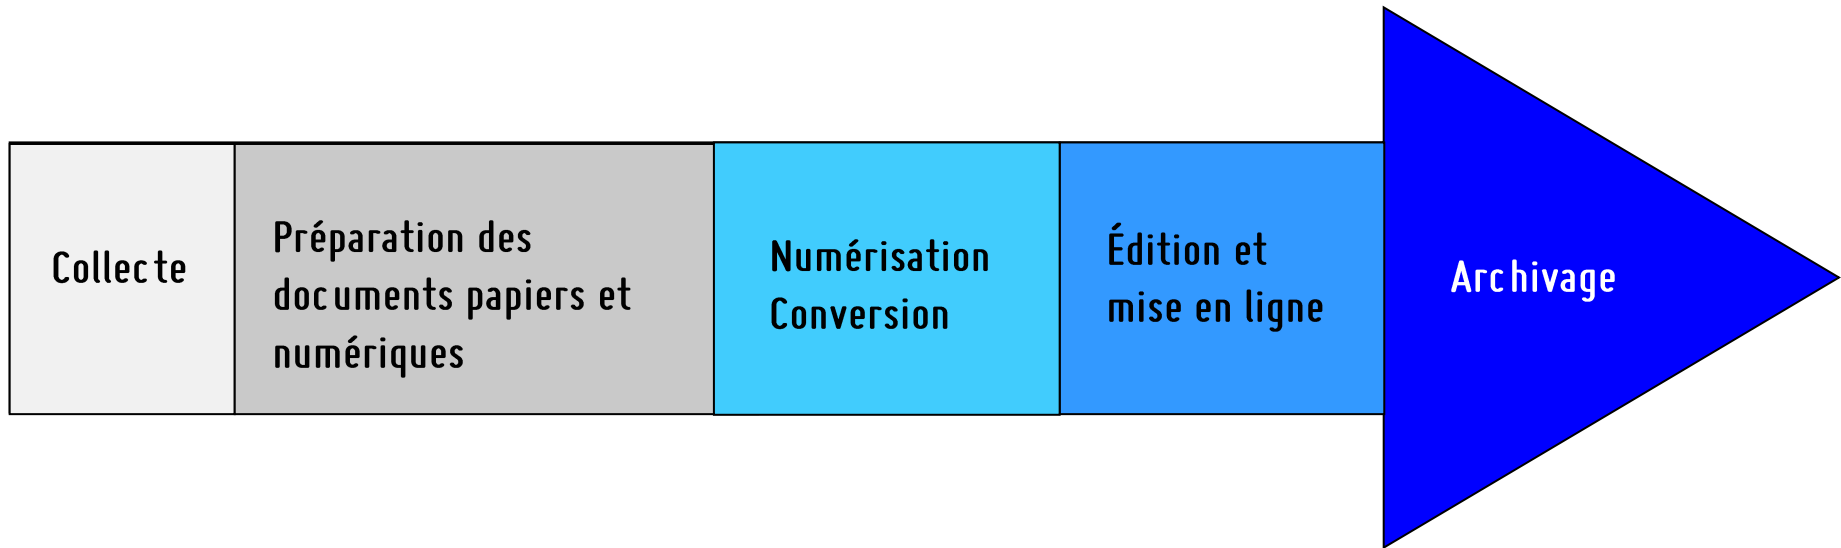 Collecte
Préparation des
documents papiers et
numériques
Numérisation
Conversion
Édition et
mise en ligne
Archivage